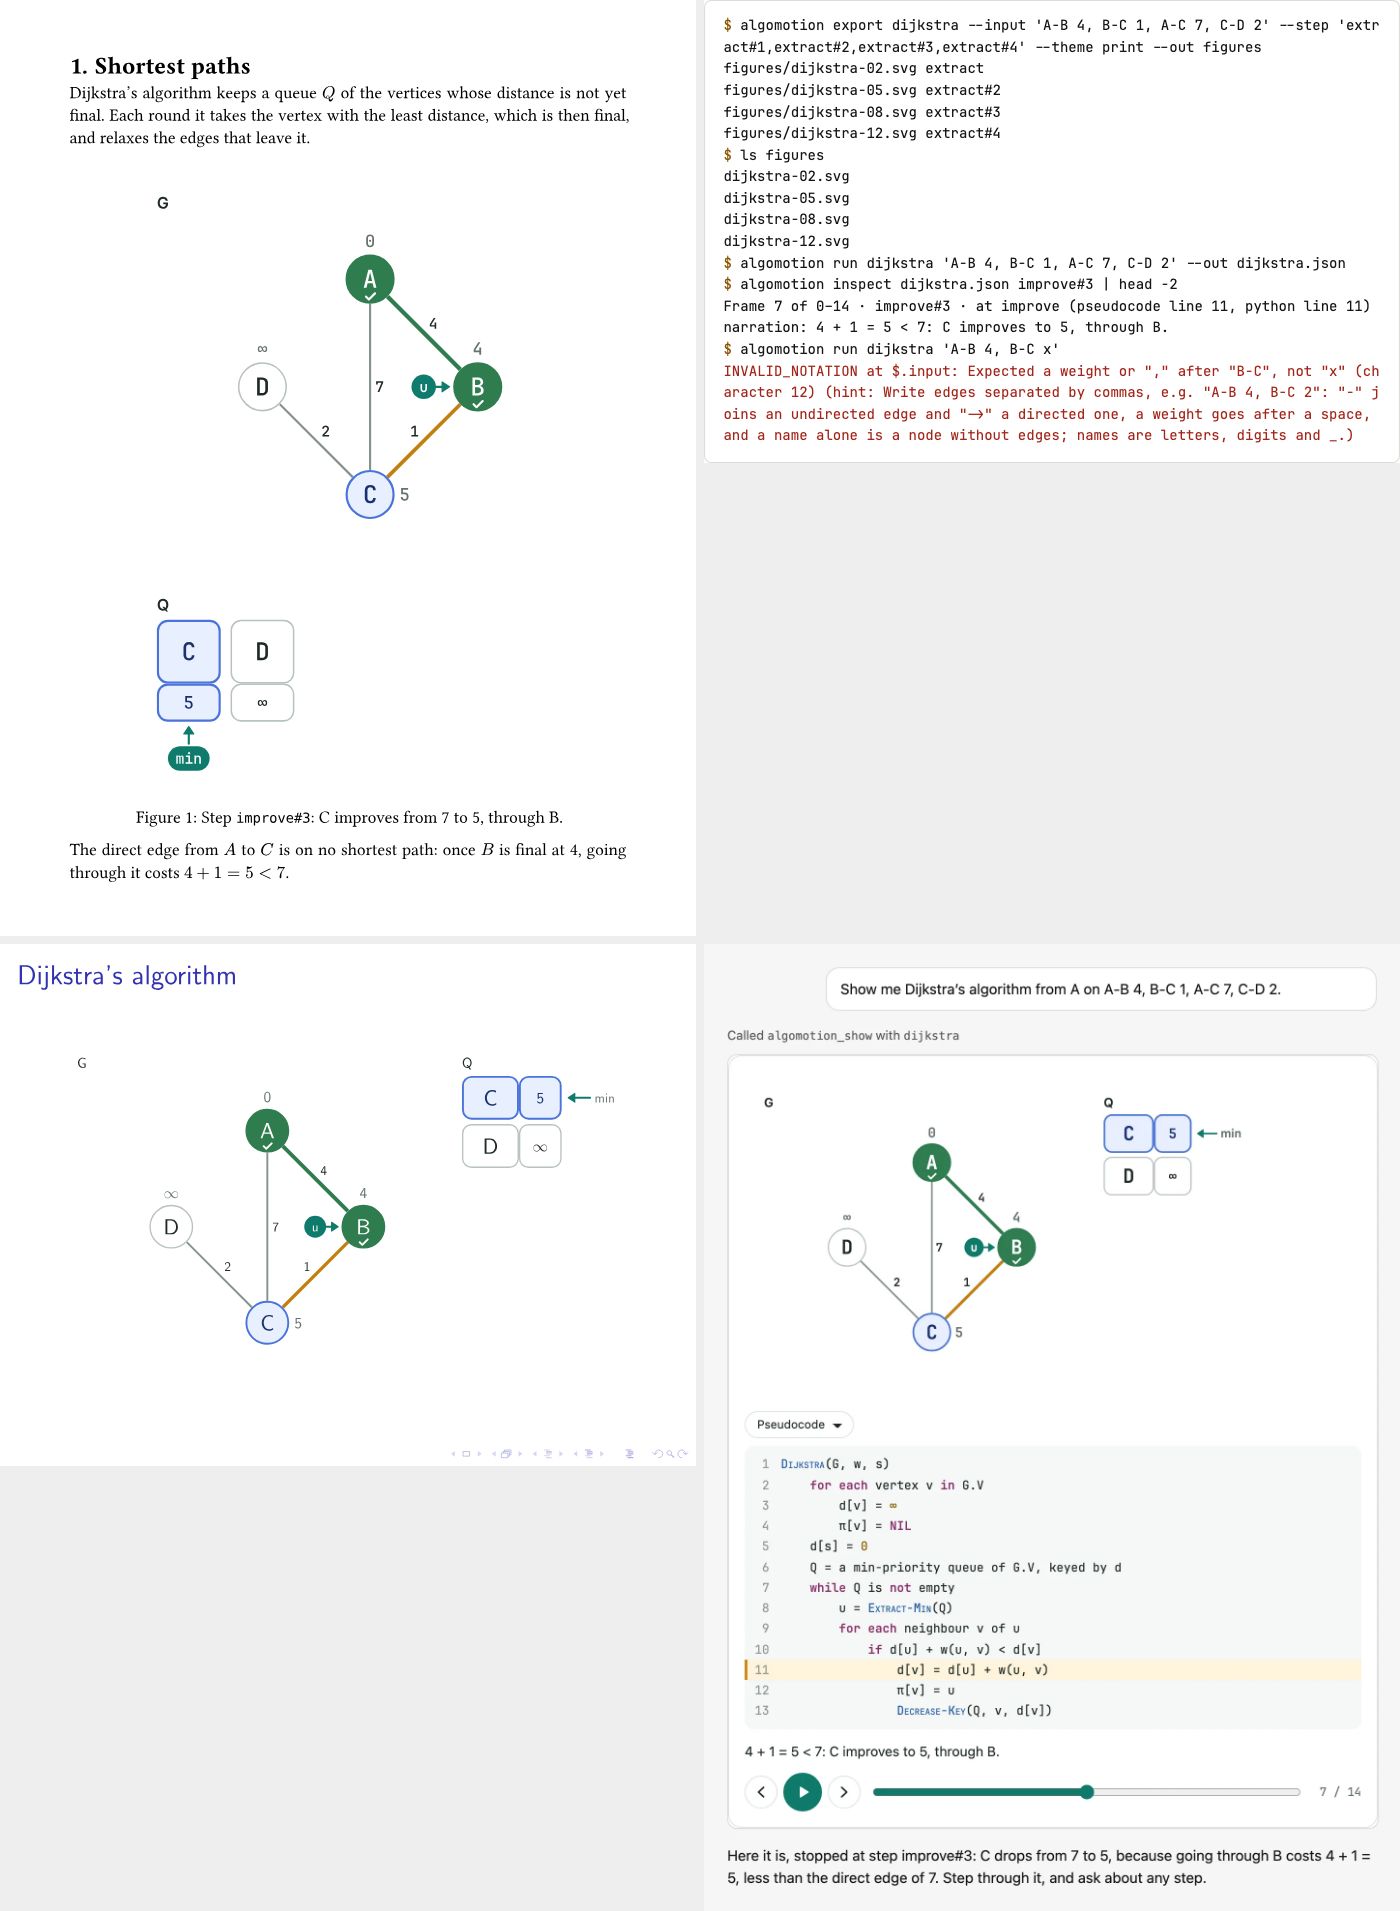 1. Shortest paths
Dijkstra's algorithm keeps a queue Q of the vertices whose distance is not yet
final. Each round it takes the vertex with the least distance, which is then final,
and relaxes the edges that leave it.
G
0
A
4
∞
4
D
7
u
B
2
1
C
5
Q
C
D
5
∞
min
Figure 1: Step improve#3: C improves from 7 to 5, through B.
The direct edge from A to C is on no shortest path: once B is final at 4, going
through it costs 4 + 1 = 5 < 7.
$ algomotion export dijkstra --input 'A-B 4, B-C 1, A-C 7, C-D 2' --step 'extr
act#1,extract#2,extract#3,extract#4' --theme print --out figures
figures/dijkstra-02.svg extract
figures/dijkstra-05.svg extract#2
figures/dijkstra-08.svg extract#3
figures/dijkstra-12.svg extract#4
$ ls figures
dijkstra-02.svg
dijkstra-05.svg
dijkstra-08.svg
dijkstra-12.svg
$ algomotion run dijkstra 'A-B 4, B-C 1, A-C 7, C-D 2' --out dijkstra.json
$ algomotion inspect dijkstra.json improve#3 | head -2
Frame 7 of 0–14 · improve#3 · at improve (pseudocode line 11, python line 11)
narration: 4 + 1 = 5 < 7: C improves to 5, through B.
$ algomotion run dijkstra 'A-B 4, B-C x'
INVALID_NOTATION at $.input: Expected a weight or "," after "B-C", not "x" (ch
aracter 12) (hint: Write edges separated by commas, e.g. "A-B 4, B-C 2": "-" j
oins an undirected edge and "->" a directed one, a weight goes after a space,
and a name alone is a node without edges; names are letters, digits and _.)
Dijkstra's algorithm
G
0
A
4
∞
4
D
7
u
B
2
1
C
5
Q
C 5 min
D ∞
Show me Dijkstra's algorithm from A on A-B 4, B-C 1, A-C 7, C-D 2.
Called algomotion_show with dijkstra
G
0
A
4
∞
4
D
7
u
B
2
1
C
5
Q
C 5 min
D ∞
Pseudocode
1 DIJKSTRA(G, w, s)
2 for each vertex v in G.V
3 d[v] = ∞
4 π[v] = NIL
5 d[s] = 0
6 Q = a min-priority queue of G.V, keyed by d
7 while Q is not empty
8 u = EXTRACT-MIN(Q)
9 for each neighbour v of u
10 if d[u] + w(u, v) < d[v]
11 d[v] = d[u] + w(u, v)
12 π[v] = u
13 DECREASE-KEY(Q, v, d[v])
4 + 1 = 5 < 7: C improves to 5, through B.
7 / 14
Here it is, stopped at step improve#3: C drops from 7 to 5, because going through B costs 4 + 1 =
5, less than the direct edge of 7. Step through it, and ask about any step.